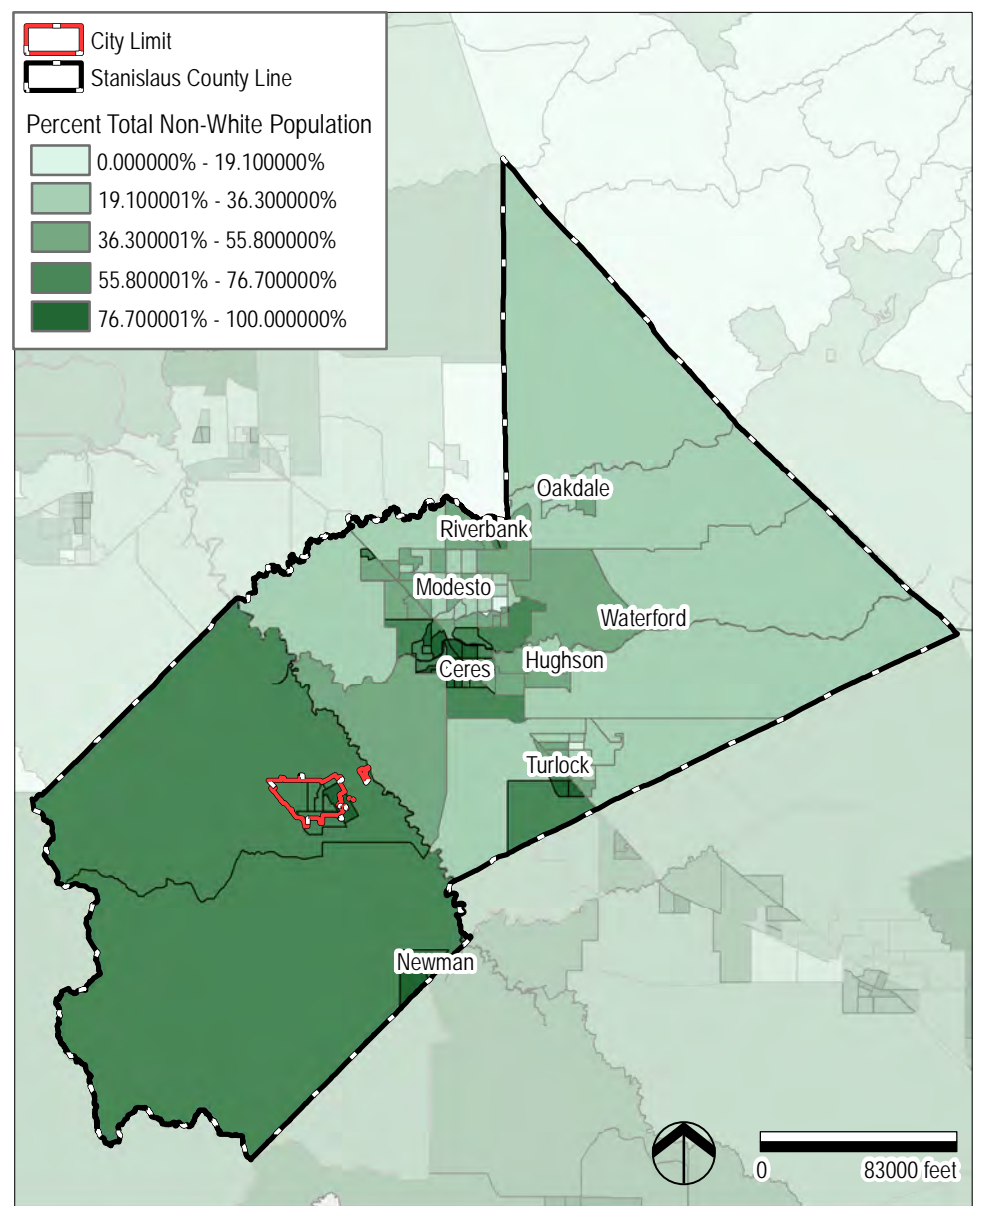 City Limit
Stanislaus County Line
Percent Total Non-White Population
0.000000% - 19.100000%
19.100001% - 36.300000%
36.300001% - 55.800000%
55.800001% - 76.700000%
76.700001% - 100.000000%
Oakdale
Riverbank
Modesto
Waterford
Hughson
Ceres
Turlock
Newman
0 83000 feet